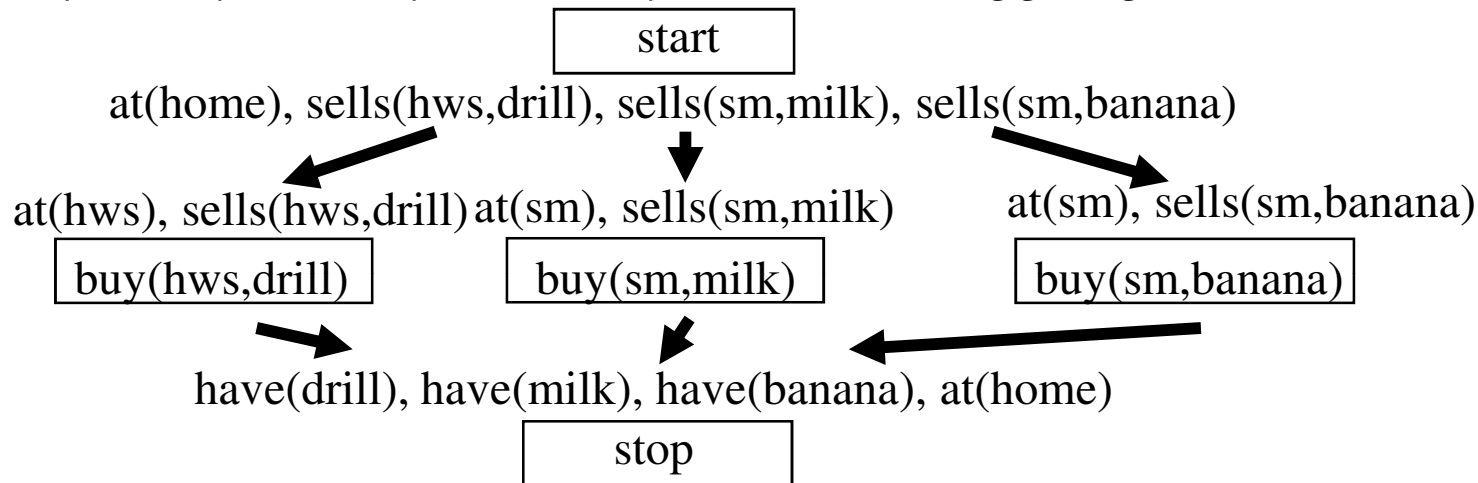 start
at(home), sells(hws,drill), sells(sm,milk), sells(sm,banana)
at(hws), sells(hws,drill) at(sm), sells(sm,milk) at(sm), sells(sm,banana)
buy(hws,drill) buy(sm,milk) buy(sm,banana)
have(drill), have(milk), have(banana), at(home)
stop